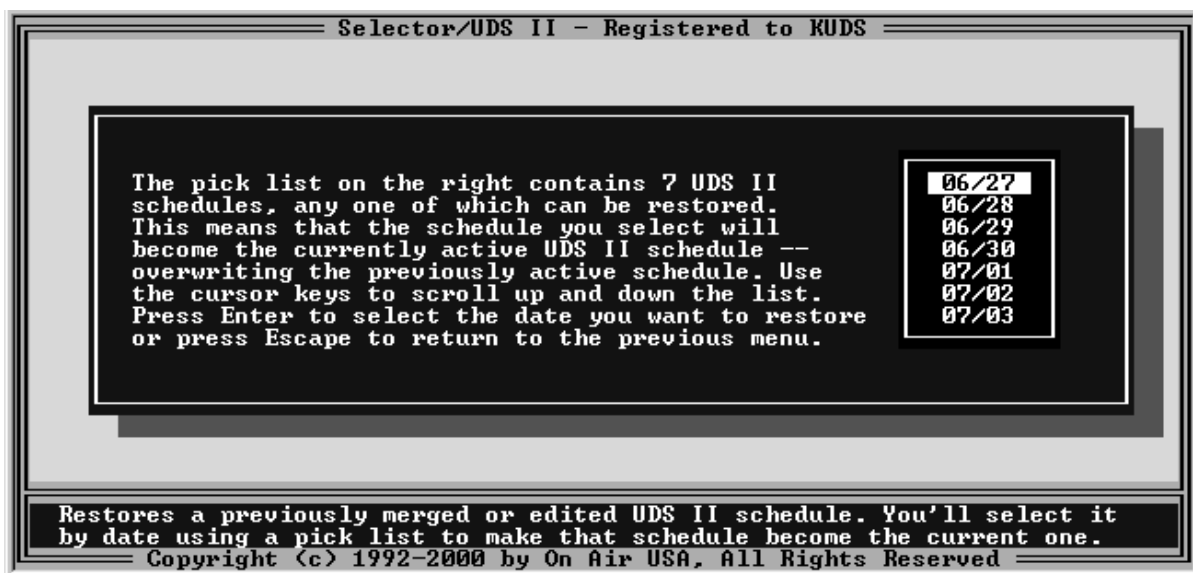 Selector/UDS II - Registered to KUDS
The pick list on the right contains 7 UDS II
schedules, any one of which can be restored.
This means that the schedule you select will
become the currently active UDS II schedule --
overwriting the previously active schedule. Use
the cursor keys to scroll up and down the list.
Press Enter to select the date you want to restore
or press Escape to return to the previous menu.
06/27
06/28
06/29
06/30
07/01
07/02
07/03
Restores a previously merged or edited UDS II schedule. You'll select it
by date using a pick list to make that schedule become the current one.
Copyright (c) 1992-2000 by On Air USA, All Rights Reserved